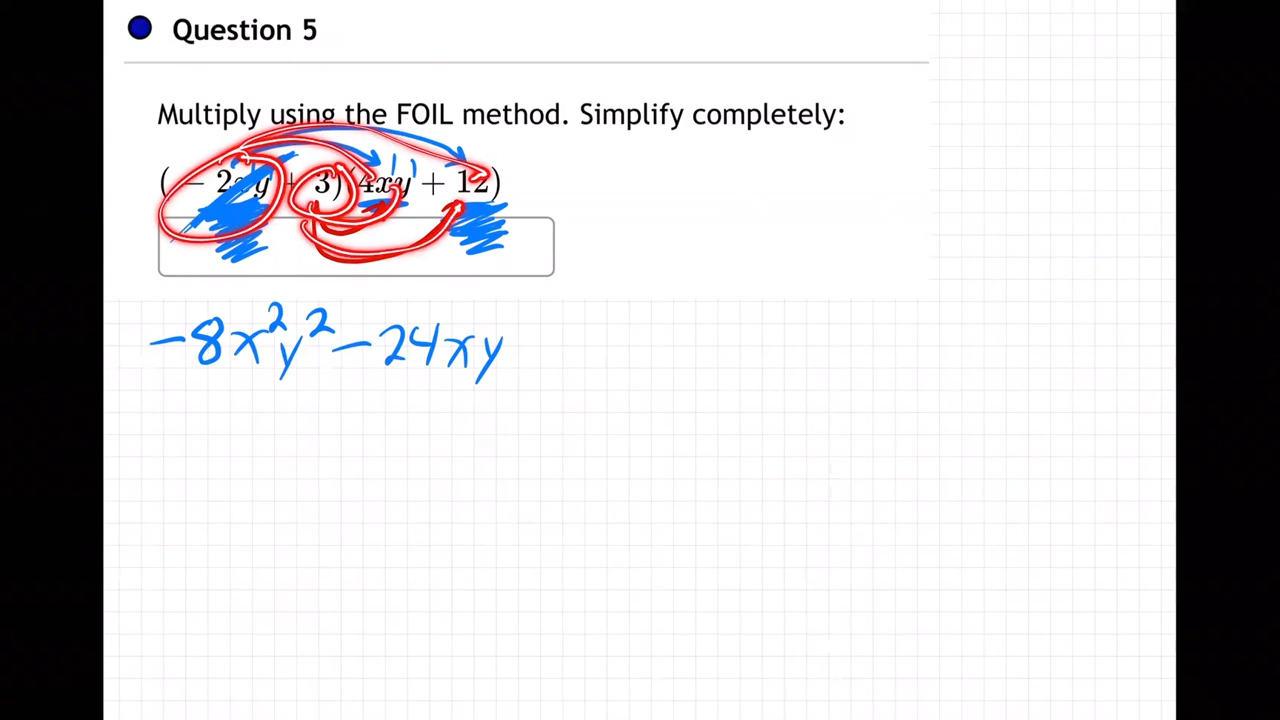 Question 5
Multiply using the FOIL method. Simplify completely:
(− 2xy + 3)(4xy + 12)
-8x²y² - 24xy